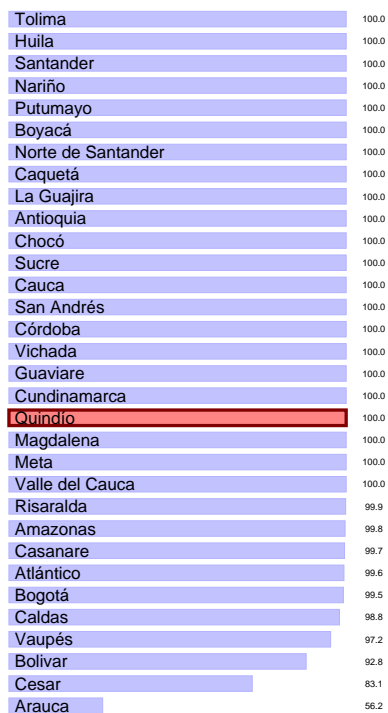 Tolima 100.0
Huila 100.0
Santander 100.0
Nariño 100.0
Putumayo 100.0
Boyacá 100.0
Norte de Santander 100.0
Caquetá 100.0
La Guajira 100.0
Antioquia 100.0
Chocó 100.0
Sucre 100.0
Cauca 100.0
San Andrés 100.0
Córdoba 100.0
Vichada 100.0
Guaviare 100.0
Cundinamarca 100.0
Quindío 100.0
Magdalena 100.0
Meta 100.0
Valle del Cauca 100.0
Risaralda 99.9
Amazonas 99.8
Casanare 99.7
Atlántico 99.6
Bogotá 99.5
Caldas 98.8
Vaupés 97.2
Bolivar 92.8
Cesar 83.1
Arauca 56.2